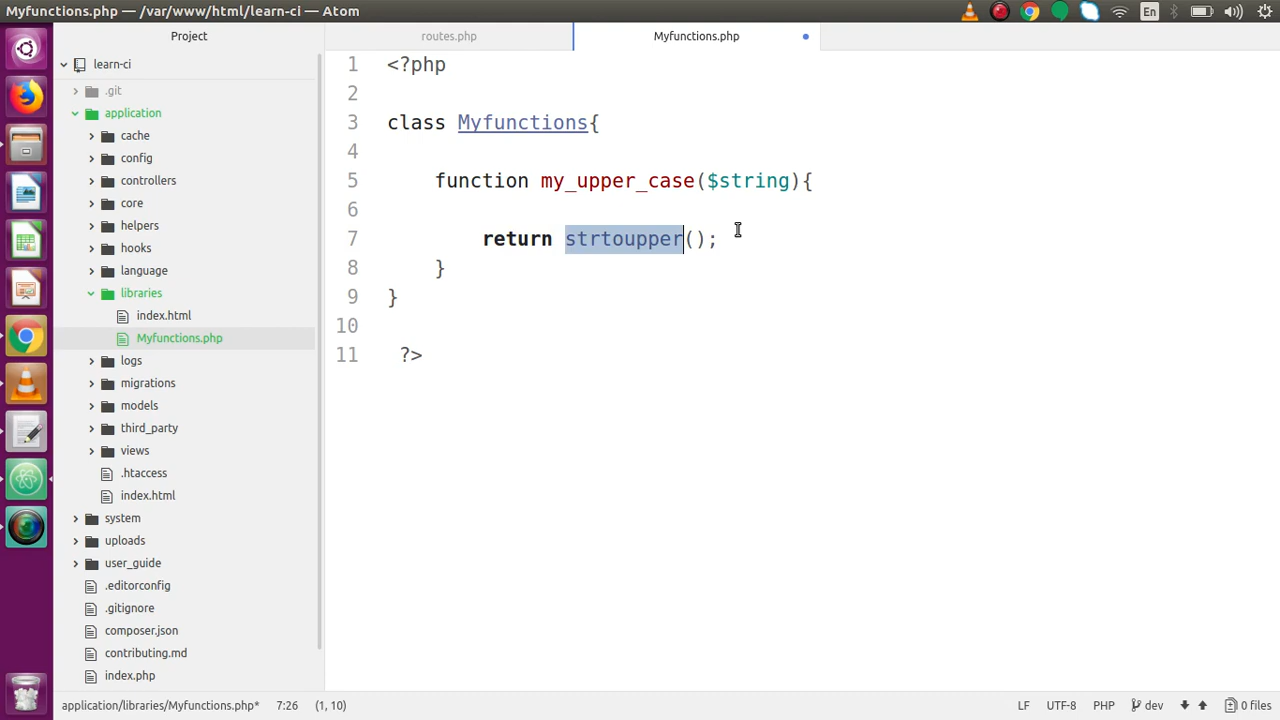 Myfunctions.php — /var/www/html/learn-ci — Atom
En
Project
routes.php
Myfunctions.php
learn-ci
.git
application
cache
config
controllers
core
helpers
hooks
language
libraries
index.html
Myfunctions.php
logs
migrations
models
third_party
views
.htaccess
index.html
system
uploads
user_guide
.editorconfig
.gitignore
composer.json
contributing.md
index.php
1 <?php
2
3 class Myfunctions{
4
5 function my_upper_case($string){
6
7 return strtoupper();
8 }
9 }
10
11 ?>
application/libraries/Myfunctions.php* 7:26 (1, 10) LF UTF-8 PHP dev 0 files